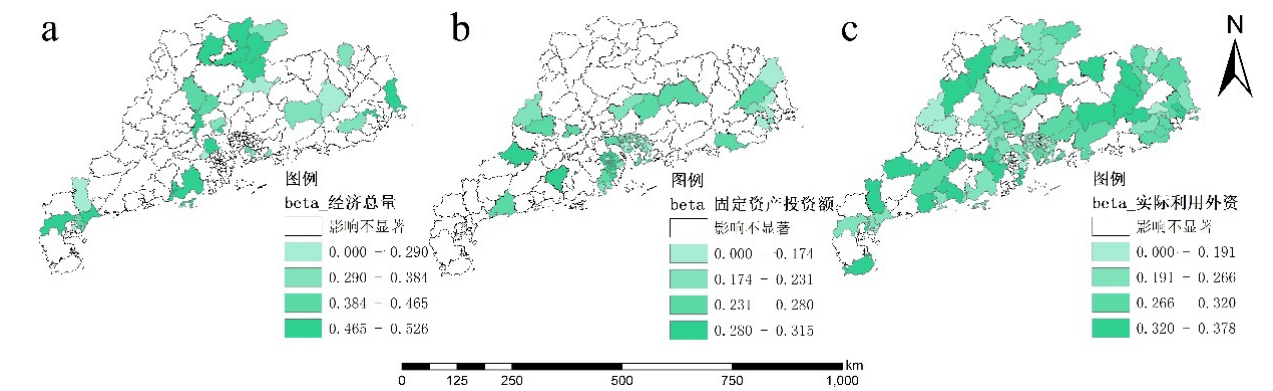 a
b
c
N
图例
beta_经济总量
影响不显著
0.000 - 0.290
0.290 - 0.384
0.384 - 0.465
0.465 - 0.526
图例
beta 固定资产投资额
影响不显著
0.000 - 0.174
0.174 - 0.231
0.231 0.280
0.280 - 0.315
图例
beta_实际利用外资
影响不显著
0.000 - 0.191
0.191 - 0.266
0.266 0.320
0.320 - 0.378
km
0 125 250 500 750 1,000